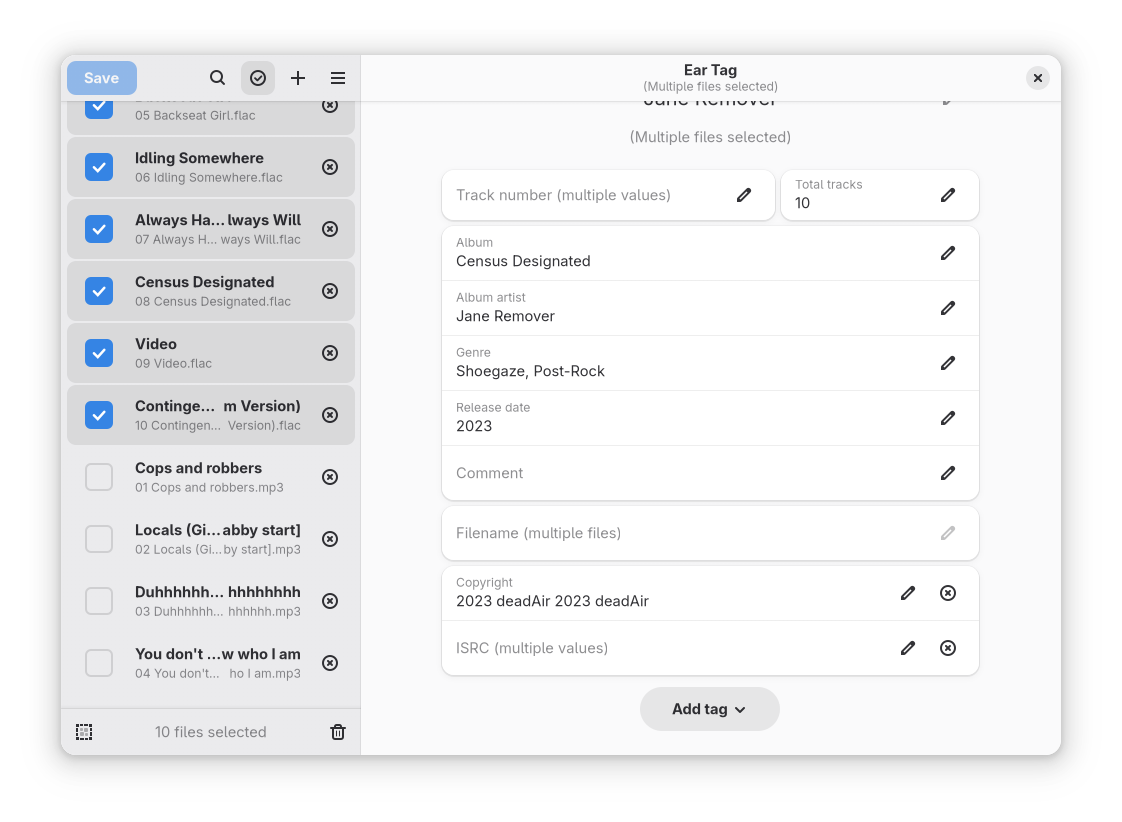 Save
05 Backseat Girl.flac
Idling Somewhere
06 Idling Somewhere.flac
Always Ha… lways Will
07 Always H… ways Will.flac
Census Designated
08 Census Designated.flac
Video
09 Video.flac
Continge… m Version)
10 Contingen… Version).flac
Cops and robbers
01 Cops and robbers.mp3
Locals (Gi…abby start]
02 Locals (Gi…by start].mp3
Duhhhhh… hhhhhhhh
03 Duhhhhh… hhhhhh.mp3
You don't …w who I am
04 You don't… ho I am.mp3
10 files selected
Ear Tag
(Multiple files selected)
Jane Remover
(Multiple files selected)
Track number (multiple values)
Total tracks
10
Album
Census Designated
Album artist
Jane Remover
Genre
Shoegaze, Post-Rock
Release date
2023
Comment
Filename (multiple files)
Copyright
2023 deadAir 2023 deadAir
ISRC (multiple values)
Add tag